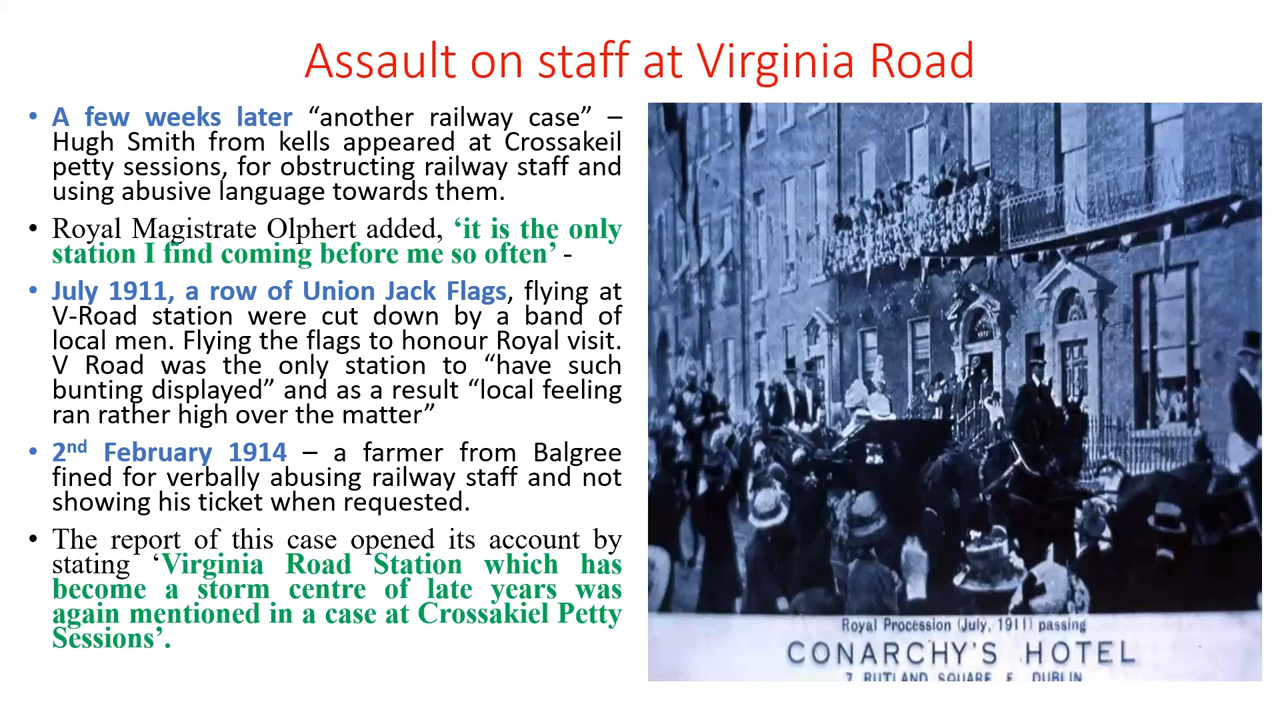 Assault on staff at Virginia Road
• A few weeks later “another railway case” –
Hugh Smith from kells appeared at Crossakeil
petty sessions, for obstructing railway staff and
using abusive language towards them.
• Royal Magistrate Olphert added, ‘it is the only
station I find coming before me so often’ -
• July 1911, a row of Union Jack Flags, flying at
V-Road station were cut down by a band of
local men. Flying the flags to honour Royal visit.
V Road was the only station to “have such
bunting displayed” and as a result “local feeling
ran rather high over the matter”
• 2nd February 1914 – a farmer from Balgree
fined for verbally abusing railway staff and not
showing his ticket when requested.
• The report of this case opened its account by
stating ‘Virginia Road Station which has
become a storm centre of late years was
again mentioned in a case at Crossakiel Petty
Sessions’.
Royal Procession (July, 1911) passing
CONARCHY'S HOTEL
7 RUTLAND SQUARE E. DUBLIN